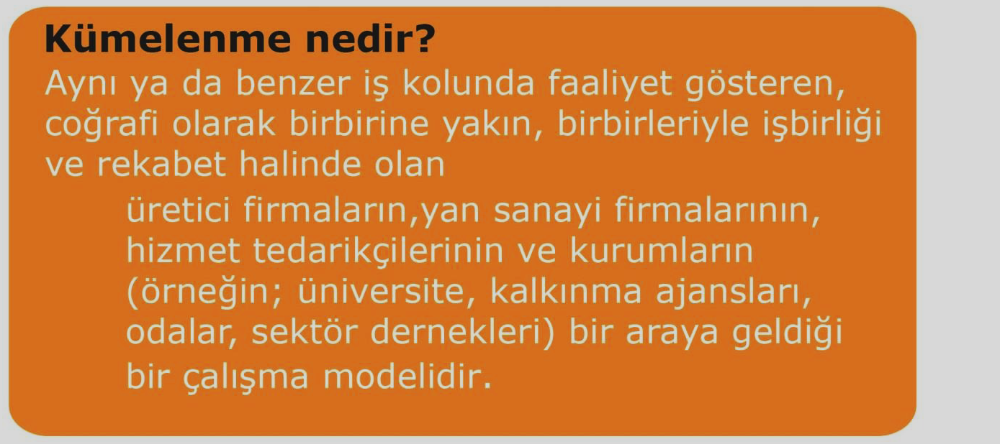 Kümelenme nedir?
Aynı ya da benzer iş kolunda faaliyet gösteren,
coğrafi olarak birbirine yakın, birbirleriyle işbirliği
ve rekabet halinde olan
üretici firmaların,yan sanayi firmalarının,
hizmet tedarikçilerinin ve kurumların
(örneğin; üniversite, kalkınma ajansları,
odalar, sektör dernekleri) bir araya geldiği
bir çalışma modelidir.